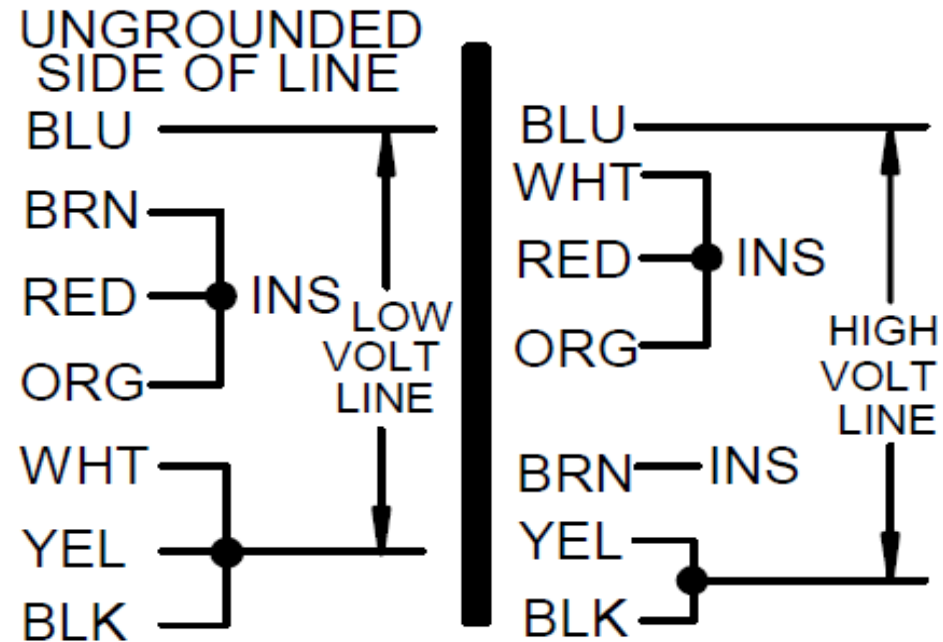 UNGROUNDED
SIDE OF LINE
BLU
BRN
RED
INS
ORG
LOW
VOLT
LINE
WHT
YEL
BLK
BLU
WHT
RED
INS
ORG
HIGH
VOLT
LINE
BRN
INS
YEL
BLK